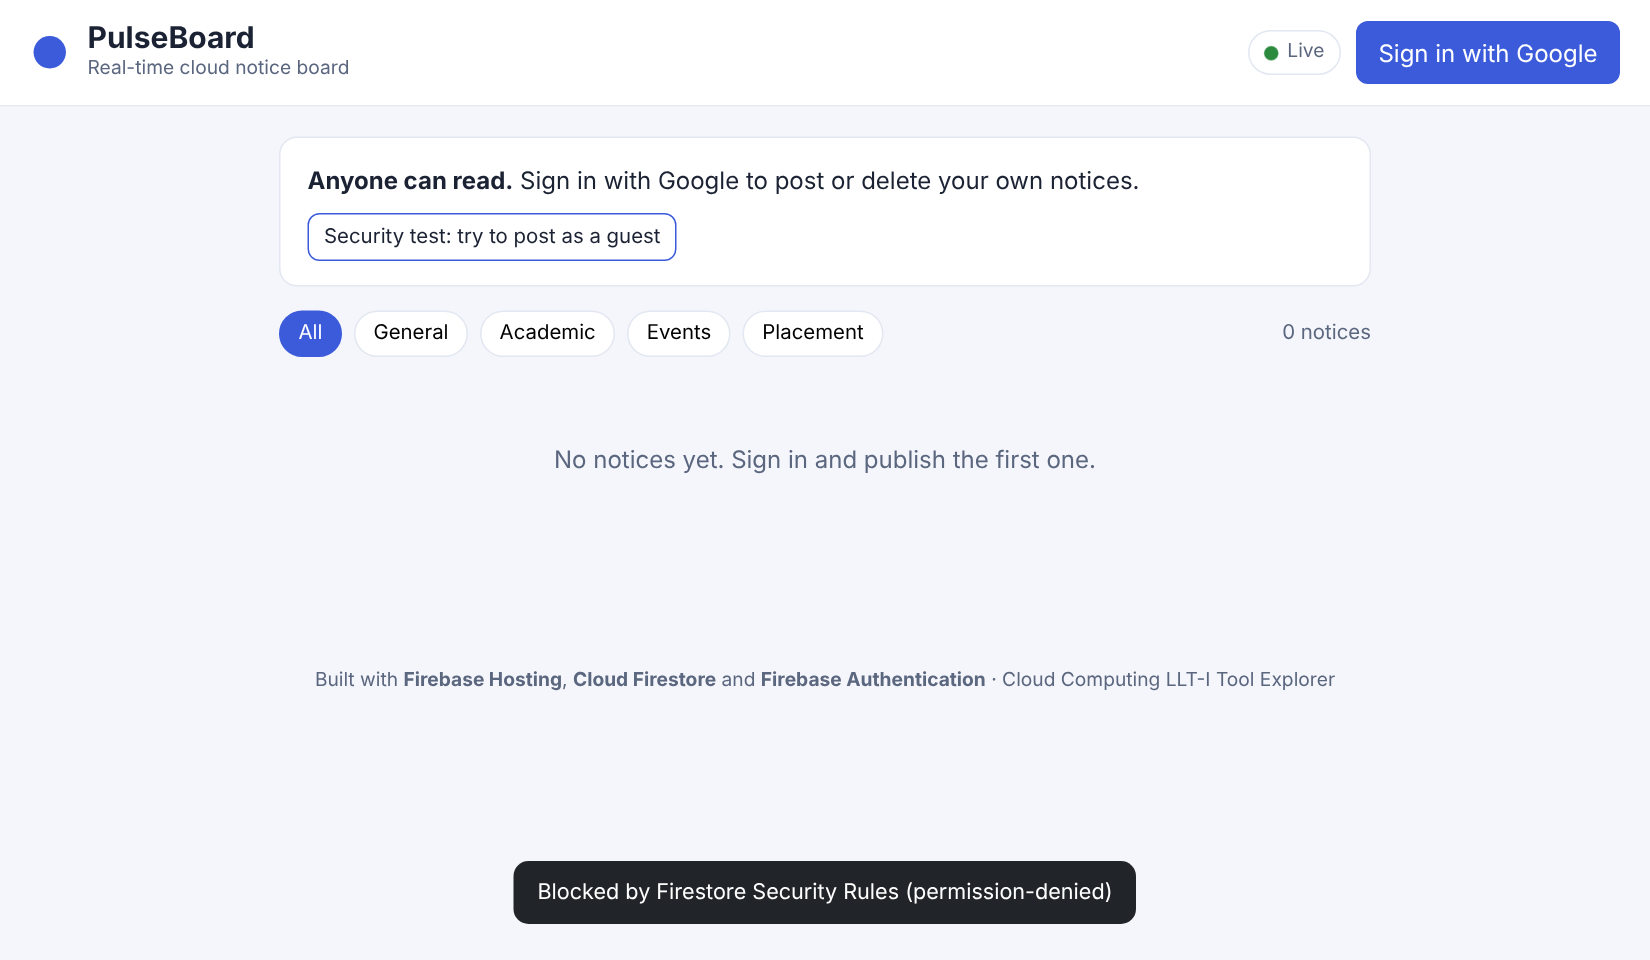 PulseBoard
Real-time cloud notice board
Live
Sign in with Google
Anyone can read. Sign in with Google to post or delete your own notices.
Security test: try to post as a guest
All General Academic Events Placement 0 notices
No notices yet. Sign in and publish the first one.
Built with Firebase Hosting, Cloud Firestore and Firebase Authentication · Cloud Computing LLT-I Tool Explorer
Blocked by Firestore Security Rules (permission-denied)